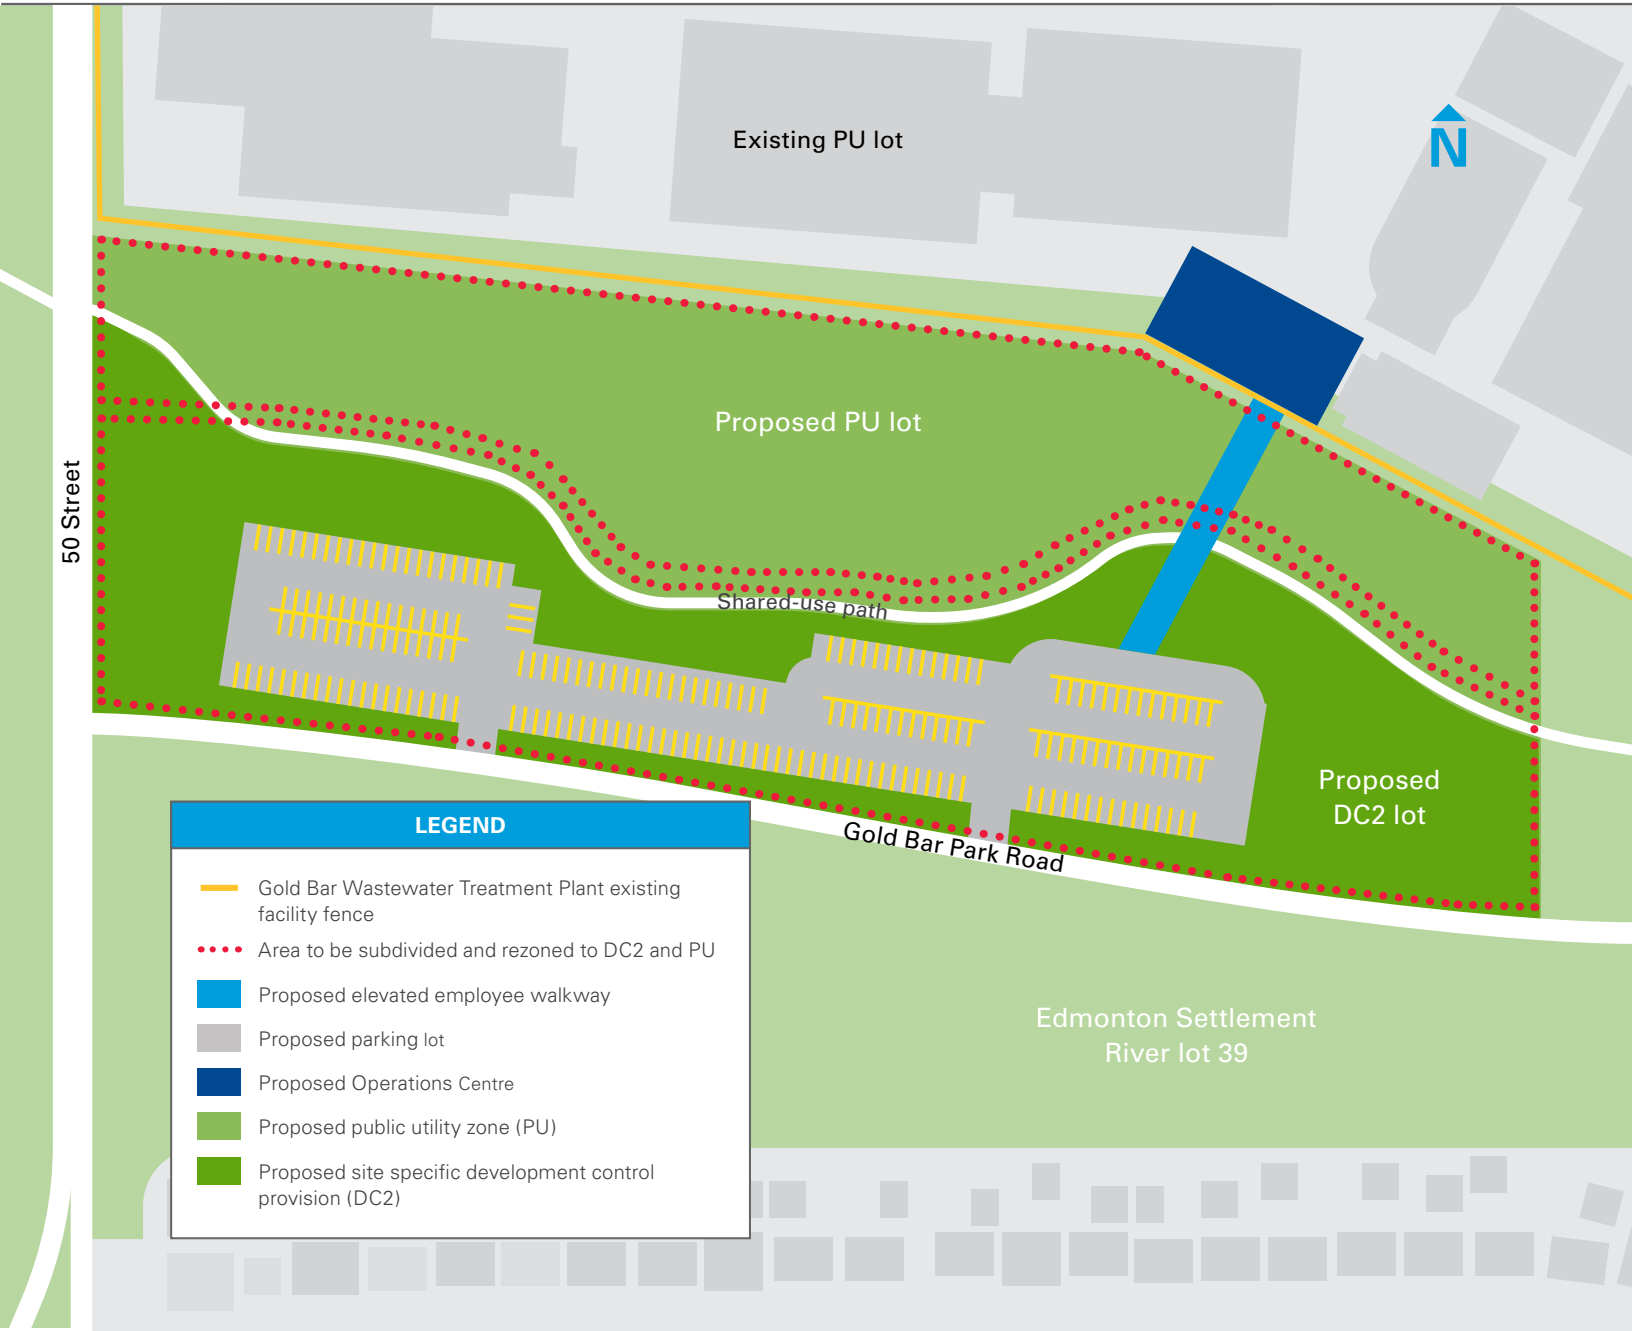 Existing PU lot
N
Proposed PU lot
50 Street
Shared-use path
Proposed
DC2 lot
Gold Bar Park Road
LEGEND
Gold Bar Wastewater Treatment Plant existing
facility fence
Area to be subdivided and rezoned to DC2 and PU
Proposed elevated employee walkway
Proposed parking lot
Proposed Operations Centre
Proposed public utility zone (PU)
Proposed site specific development control
provision (DC2)
Edmonton Settlement
River lot 39